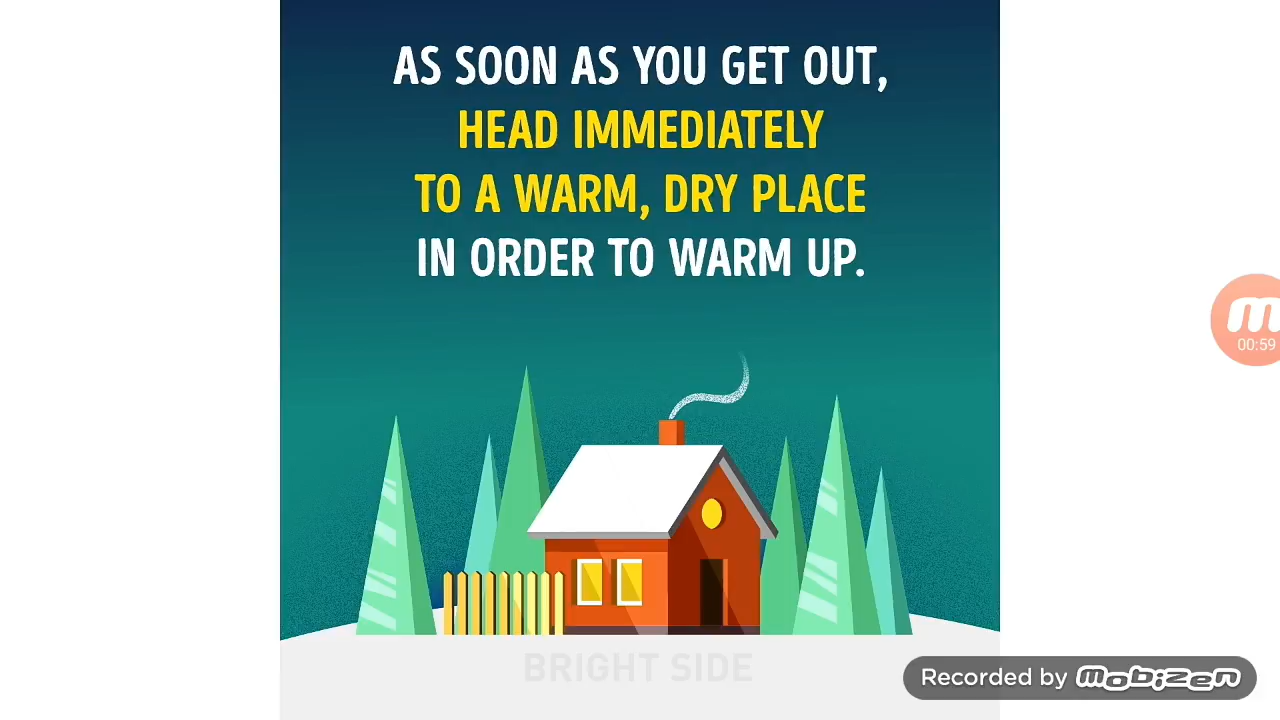 AS SOON AS YOU GET OUT,
HEAD IMMEDIATELY
TO A WARM, DRY PLACE
IN ORDER TO WARM UP.
m
00:59
BRIGHT SIDE
Recorded by mobizen